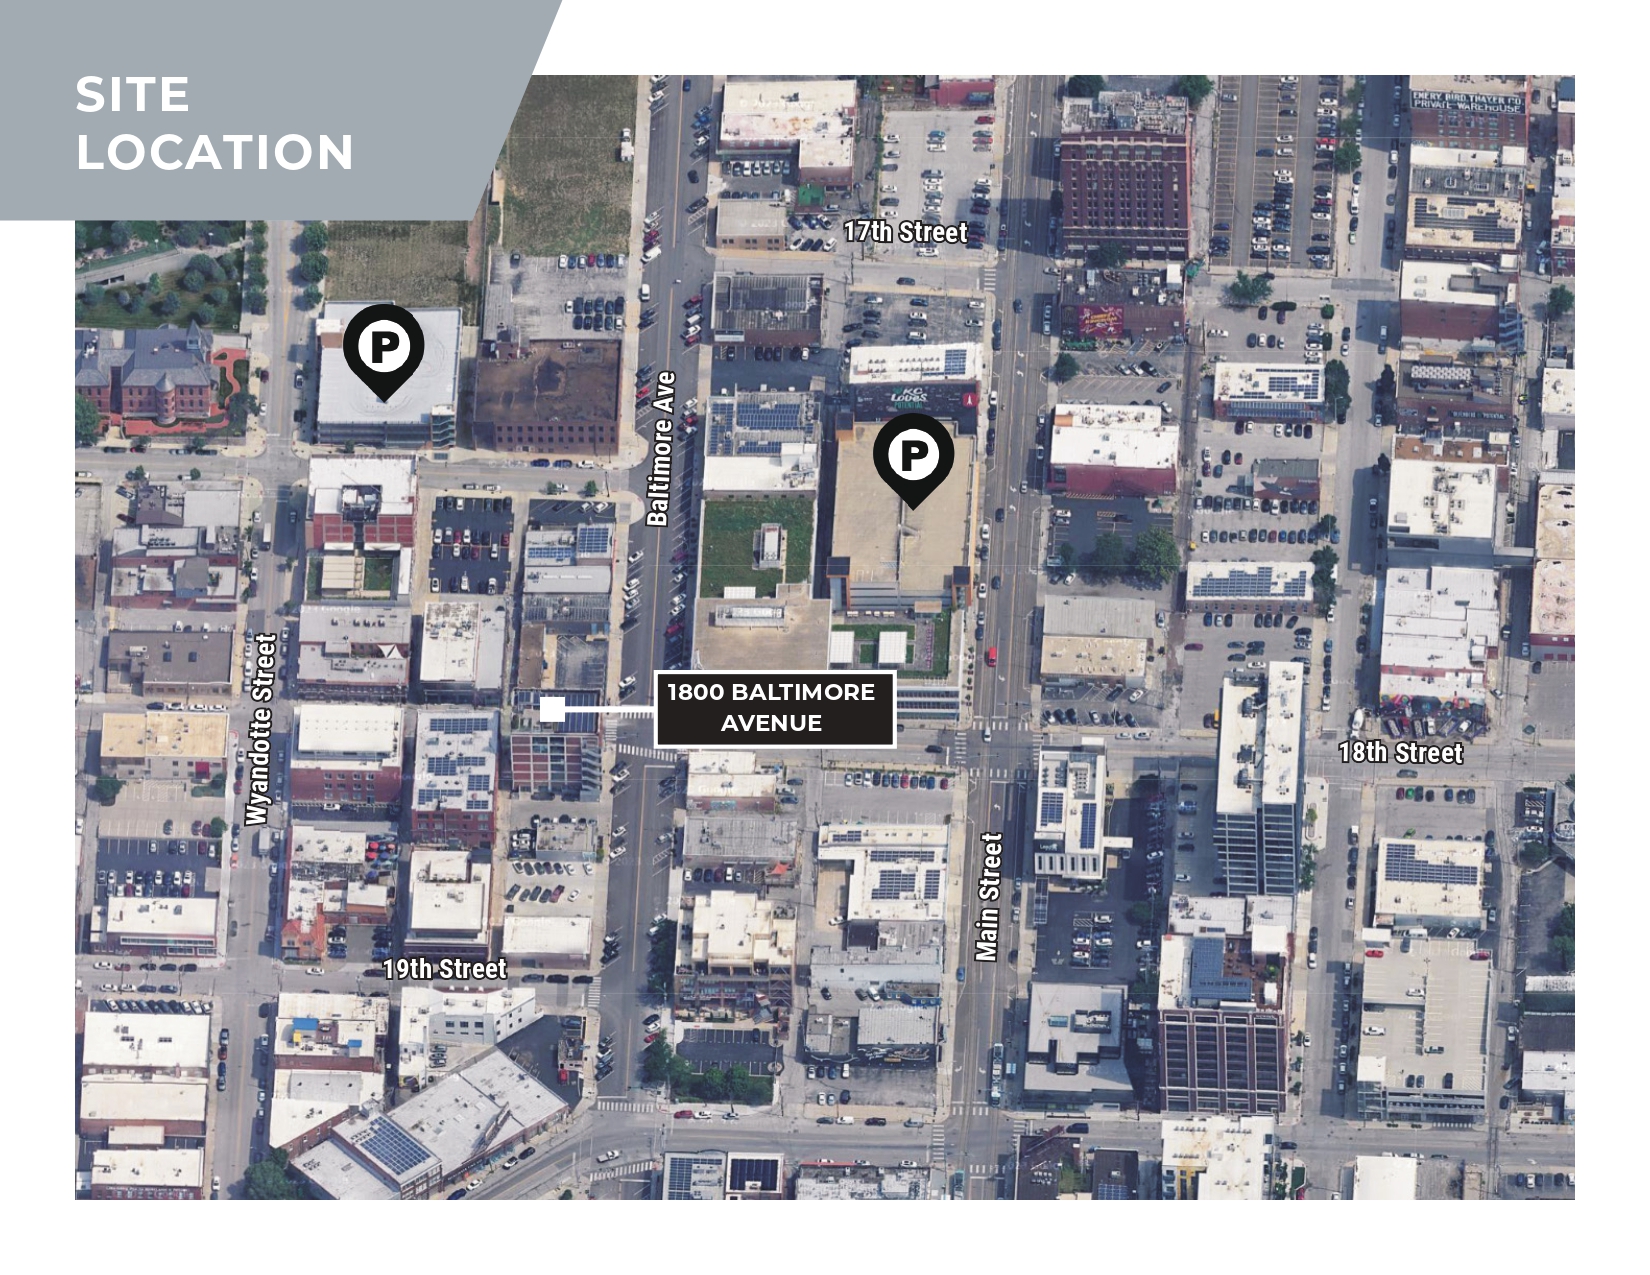 SITE
LOCATION
EMERY, BIRD, THAYER CO.
PRIVATE WAREHOUSE
17th Street
P
Baltimore Ave
KC
Loves
P
Wyandotte Street
1800 BALTIMORE
AVENUE
18th Street
Main Street
19th Street